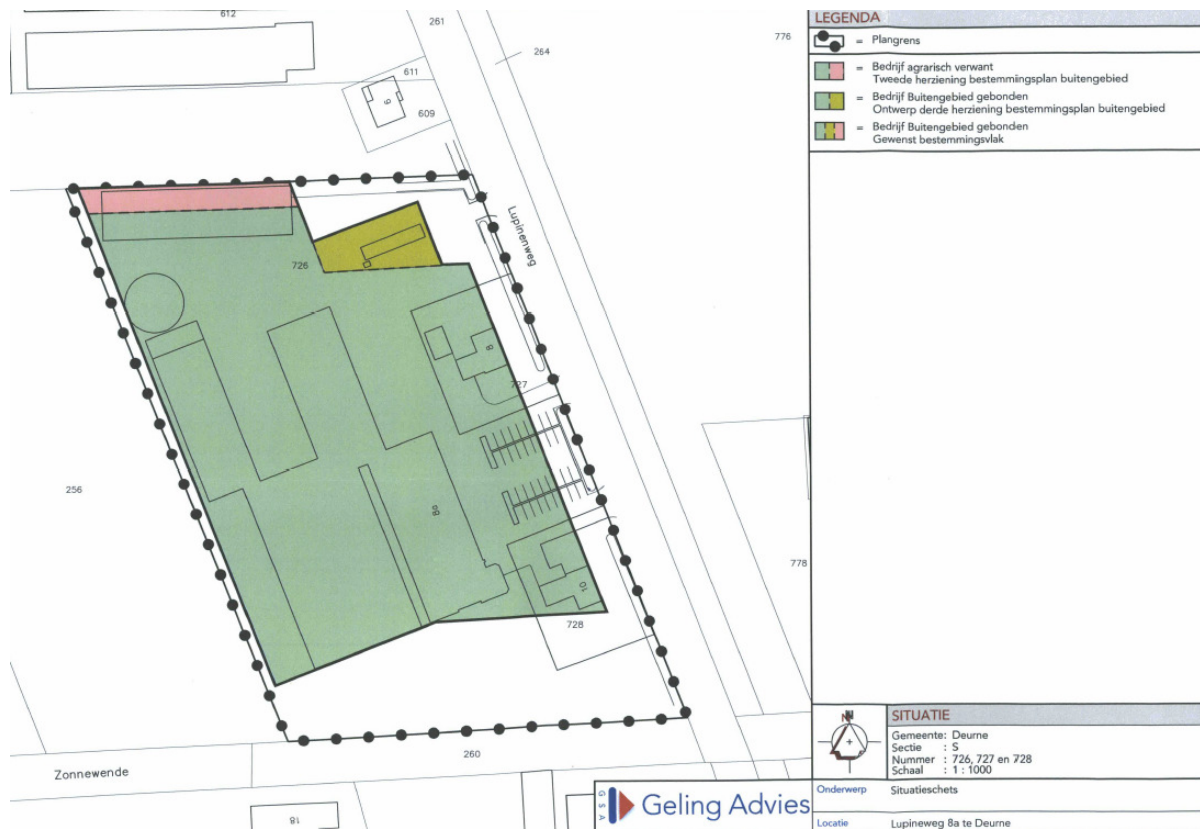 612
261
776
264
611
9
609
Lupinenweg
726
8
727
256
8a
778
10
728
260
Zonnewende
18
LEGENDA
= Plangrens
= Bedrijf agrarisch verwant
Tweede herziening bestemmingsplan buitengebied
= Bedrijf Buitengebied gebonden
Ontwerp derde herziening bestemmingsplan buitengebied
= Bedrijf Buitengebied gebonden
Gewenst bestemmingsvlak
N
SITUATIE
Gemeente: Deurne
Sectie : S
Nummer : 726, 727 en 728
Schaal : 1 : 1000
Onderwerp Situatieschets
Locatie Lupineweg 8a te Deurne
GSA
Geling Advies